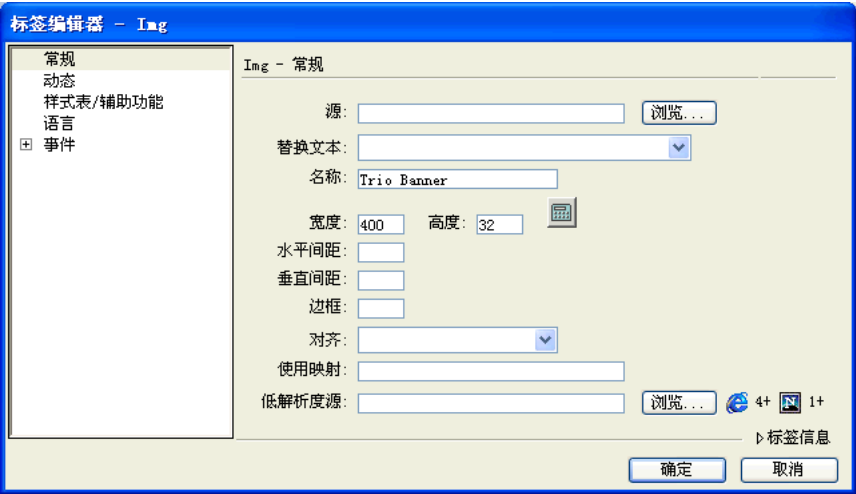 标签编辑器 - Img
常规
动态
样式表/辅助功能
语言
事件
Img - 常规
源:
浏览...
替换文本:
名称: Trio Banner
宽度: 400 高度: 32
水平间距:
垂直间距:
边框:
对齐:
使用映射:
低解析度源: 浏览... 4+ N 1+
标签信息
确定 取消